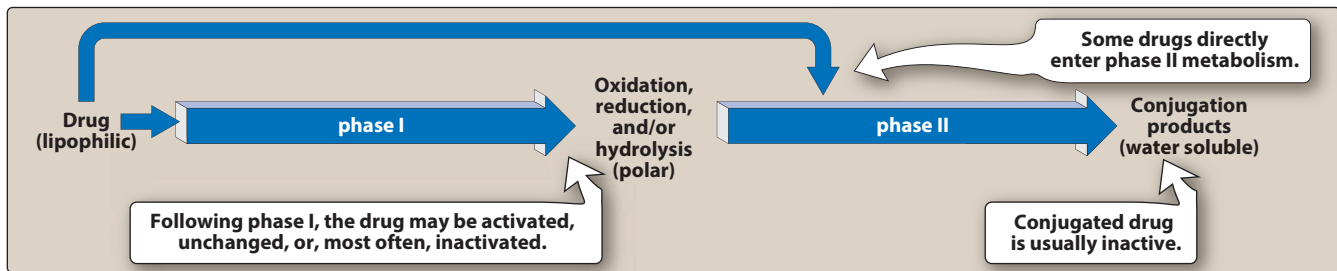 Some drugs directly
enter phase II metabolism.
Drug
(lipophilic)
phase I
Oxidation,
reduction,
and/or
hydrolysis
(polar)
phase II
Conjugation
products
(water soluble)
Following phase I, the drug may be activated,
unchanged, or, most often, inactivated.
Conjugated drug
is usually inactive.